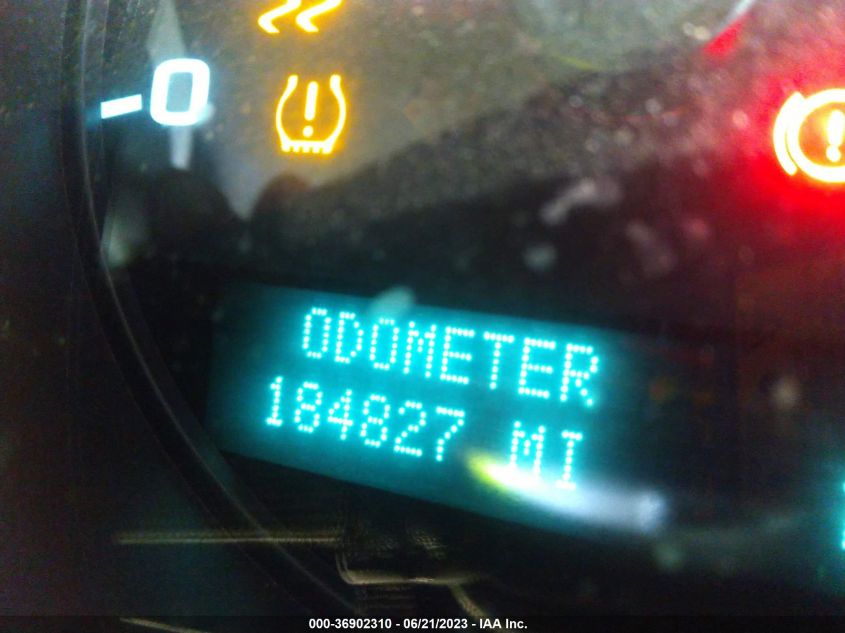 0
ODOMETER
184827 MI
000-36902310 - 06/21/2023 - IAA Inc.